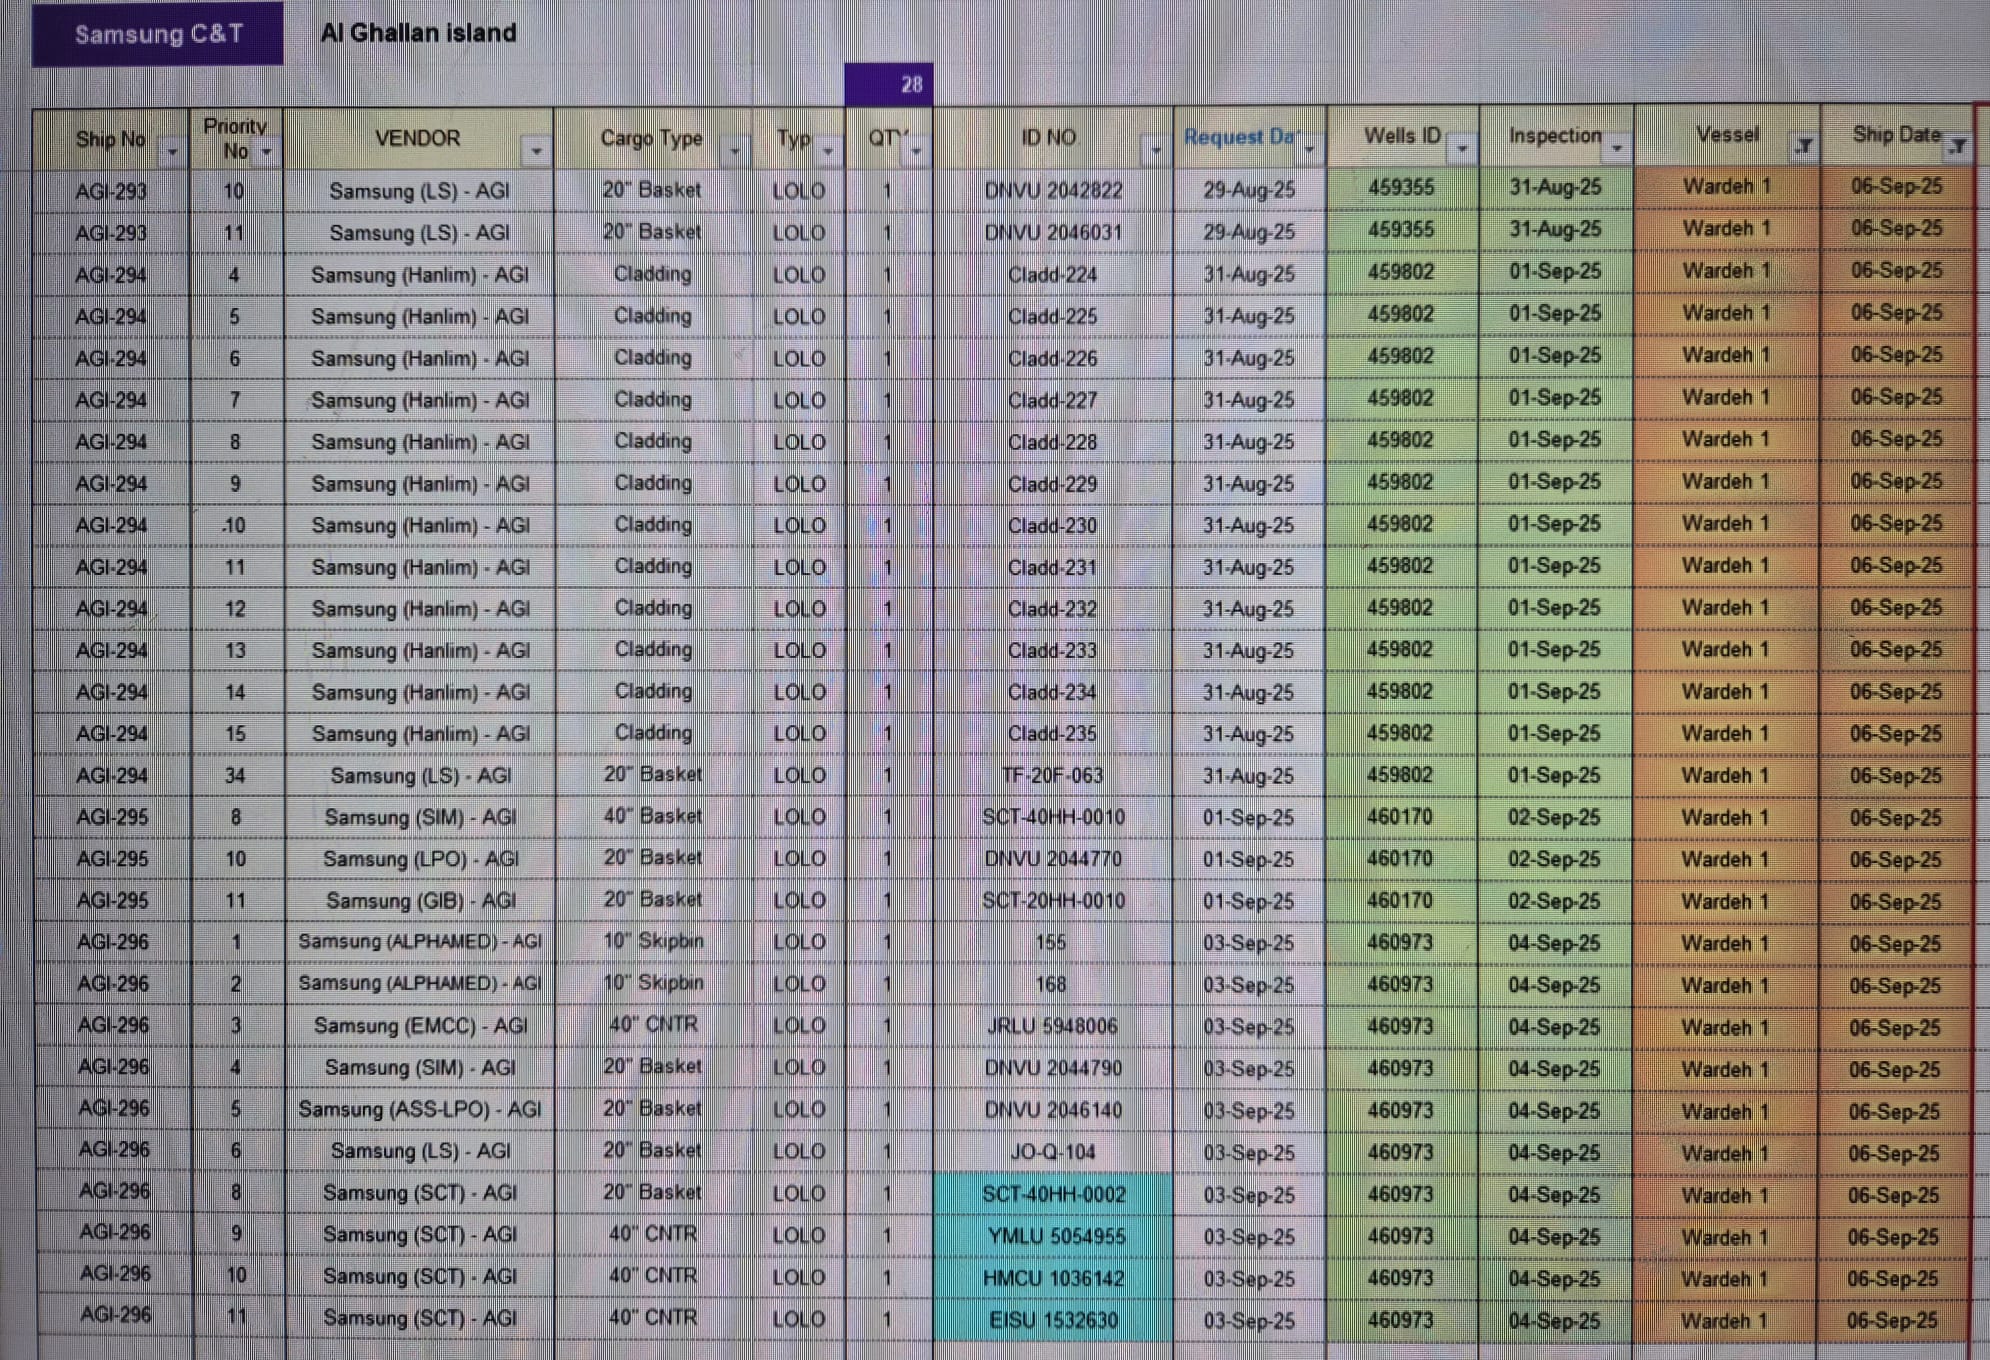 Samsung C&T Al Ghallan island
28
Ship No Priority No VENDOR Cargo Type Typ QTY ID NO. Request Da Wells ID Inspection Vessel Ship Date
AGI-293 10 Samsung (LS) - AGI 20" Basket LOLO 1 DNVU 2042822 29-Aug-25 459355 31-Aug-25 Wardeh 1 06-Sep-25
AGI-293 11 Samsung (LS) - AGI 20" Basket LOLO 1 DNVU 2046031 29-Aug-25 459355 31-Aug-25 Wardeh 1 06-Sep-25
AGI-294 4 Samsung (Hanlim) - AGI Cladding LOLO 1 Cladd-224 31-Aug-25 459802 01-Sep-25 Wardeh 1 06-Sep-25
AGI-294 5 Samsung (Hanlim) - AGI Cladding LOLO 1 Cladd-225 31-Aug-25 459802 01-Sep-25 Wardeh 1 06-Sep-25
AGI-294 6 Samsung (Hanlim) - AGI Cladding LOLO 1 Cladd-226 31-Aug-25 459802 01-Sep-25 Wardeh 1 06-Sep-25
AGI-294 7 Samsung (Hanlim) - AGI Cladding LOLO 1 Cladd-227 31-Aug-25 459802 01-Sep-25 Wardeh 1 06-Sep-25
AGI-294 8 Samsung (Hanlim) - AGI Cladding LOLO 1 Cladd-228 31-Aug-25 459802 01-Sep-25 Wardeh 1 06-Sep-25
AGI-294 9 Samsung (Hanlim) - AGI Cladding LOLO 1 Cladd-229 31-Aug-25 459802 01-Sep-25 Wardeh 1 06-Sep-25
AGI-294 10 Samsung (Hanlim) - AGI Cladding LOLO 1 Cladd-230 31-Aug-25 459802 01-Sep-25 Wardeh 1 06-Sep-25
AGI-294 11 Samsung (Hanlim) - AGI Cladding LOLO 1 Cladd-231 31-Aug-25 459802 01-Sep-25 Wardeh 1 06-Sep-25
AGI-294 12 Samsung (Hanlim) - AGI Cladding LOLO 1 Cladd-232 31-Aug-25 459802 01-Sep-25 Wardeh 1 06-Sep-25
AGI-294 13 Samsung (Hanlim) - AGI Cladding LOLO 1 Cladd-233 31-Aug-25 459802 01-Sep-25 Wardeh 1 06-Sep-25
AGI-294 14 Samsung (Hanlim) - AGI Cladding LOLO 1 Cladd-234 31-Aug-25 459802 01-Sep-25 Wardeh 1 06-Sep-25
AGI-294 15 Samsung (Hanlim) - AGI Cladding LOLO 1 Cladd-235 31-Aug-25 459802 01-Sep-25 Wardeh 1 06-Sep-25
AGI-294 34 Samsung (LS) - AGI 20" Basket LOLO 1 TF-20F-063 31-Aug-25 459802 01-Sep-25 Wardeh 1 06-Sep-25
AGI-295 8 Samsung (SIM) - AGI 40" Basket LOLO 1 SCT-40HH-0010 01-Sep-25 460170 02-Sep-25 Wardeh 1 06-Sep-25
AGI-295 10 Samsung (LPO) - AGI 20" Basket LOLO 1 DNVU 2044770 01-Sep-25 460170 02-Sep-25 Wardeh 1 06-Sep-25
AGI-295 11 Samsung (GIB) - AGI 20" Basket LOLO 1 SCT-20HH-0010 01-Sep-25 460170 02-Sep-25 Wardeh 1 06-Sep-25
AGI-296 1 Samsung (ALPHAMED) - AGI 10" Skipbin LOLO 1 155 03-Sep-25 460973 04-Sep-25 Wardeh 1 06-Sep-25
AGI-296 2 Samsung (ALPHAMED) - AGI 10" Skipbin LOLO 1 168 03-Sep-25 460973 04-Sep-25 Wardeh 1 06-Sep-25
AGI-296 3 Samsung (EMCC) - AGI 40" CNTR LOLO 1 JRLU 5948006 03-Sep-25 460973 04-Sep-25 Wardeh 1 06-Sep-25
AGI-296 4 Samsung (SIM) - AGI 20" Basket LOLO 1 DNVU 2044790 03-Sep-25 460973 04-Sep-25 Wardeh 1 06-Sep-25
AGI-296 5 Samsung (ASS-LPO) - AGI 20" Basket LOLO 1 DNVU 2046140 03-Sep-25 460973 04-Sep-25 Wardeh 1 06-Sep-25
AGI-296 6 Samsung (LS) - AGI 20" Basket LOLO 1 JO-Q-104 03-Sep-25 460973 04-Sep-25 Wardeh 1 06-Sep-25
AGI-296 8 Samsung (SCT) - AGI 20" Basket LOLO 1 SCT-40HH-0002 03-Sep-25 460973 04-Sep-25 Wardeh 1 06-Sep-25
AGI-296 9 Samsung (SCT) - AGI 40" CNTR LOLO 1 YMLU 5054955 03-Sep-25 460973 04-Sep-25 Wardeh 1 06-Sep-25
AGI-296 10 Samsung (SCT) - AGI 40" CNTR LOLO 1 HMCU 1036142 03-Sep-25 460973 04-Sep-25 Wardeh 1 06-Sep-25
AGI-296 11 Samsung (SCT) - AGI 40" CNTR LOLO 1 EISU 1532630 03-Sep-25 460973 04-Sep-25 Wardeh 1 06-Sep-25